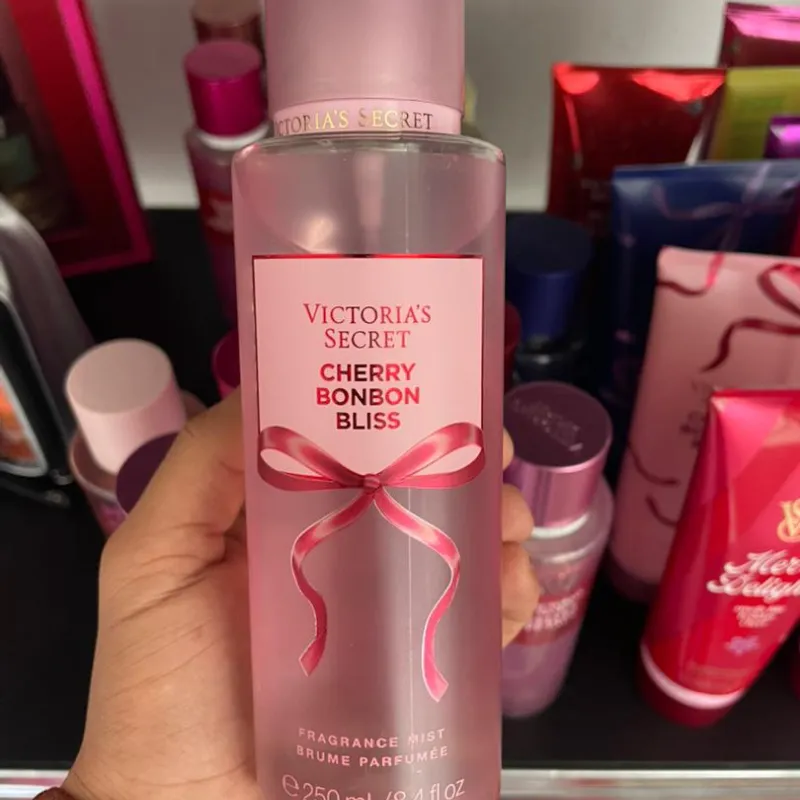 VICTORIA'S SECRET
VICTORIA'S
SECRET
CHERRY
BONBON
BLISS
FRAGRANCE MIST
BRUME PARFUMÉE
℮ 250 mL / 8.4 fl oz